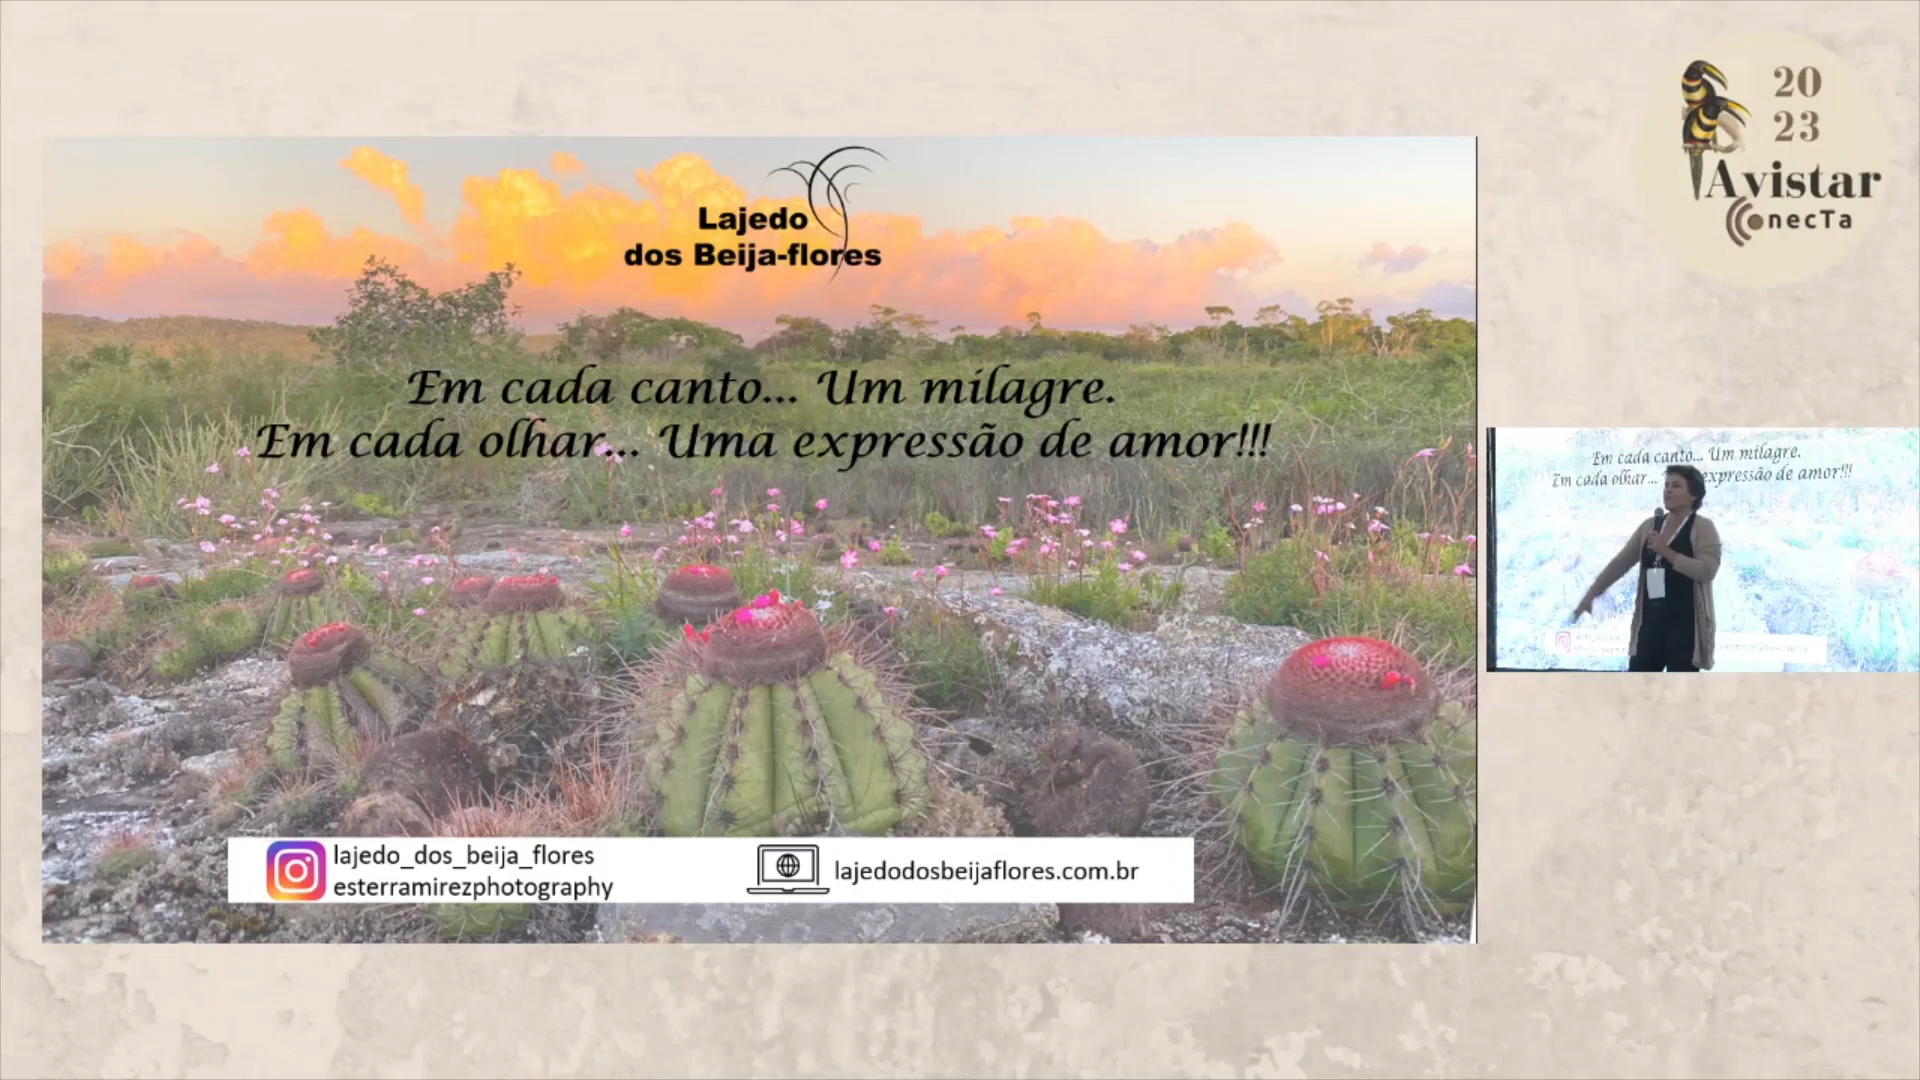 20
23
Avistar
ConecTa
Lajedo
dos Beija-flores
Em cada canto... Um milagre.
Em cada olhar... Uma expressão de amor!!!
Em cada canto... Um milagre.
Em cada olhar... expressão de amor!!!
lajedo_dos_beija_flores
esterramirezphotography
lajedodosbeijaflores.com.br